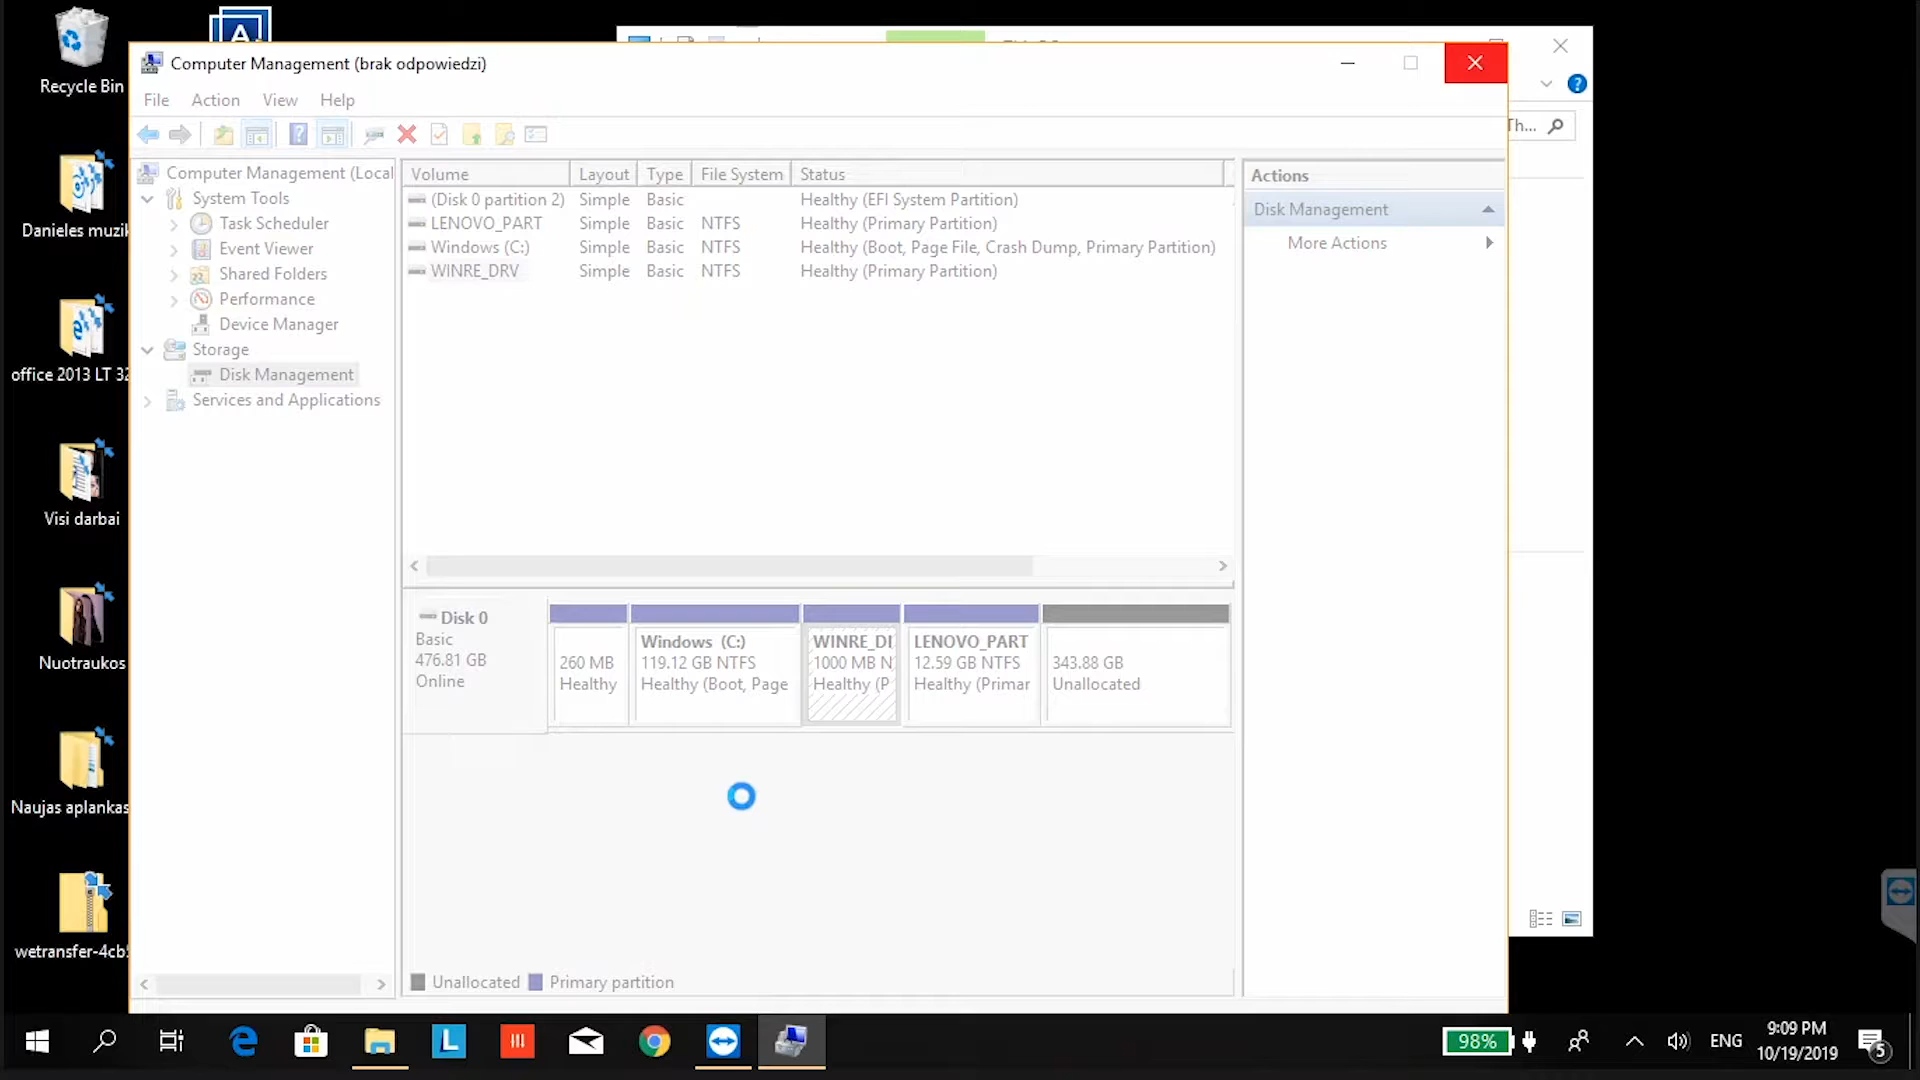 Recycle Bin
Danieles muzik
office 2013 LT 32
Visi darbai
Nuotraukos
Naujas aplankas
wetransfer-4cb
Computer Management (brak odpowiedzi)
File Action View Help
Computer Management (Local
System Tools
Task Scheduler
Event Viewer
Shared Folders
Performance
Device Manager
Storage
Disk Management
Services and Applications
Volume Layout Type File System Status
(Disk 0 partition 2) Simple Basic Healthy (EFI System Partition)
LENOVO_PART Simple Basic NTFS Healthy (Primary Partition)
Windows (C:) Simple Basic NTFS Healthy (Boot, Page File, Crash Dump, Primary Partition)
WINRE_DRV Simple Basic NTFS Healthy (Primary Partition)
Disk 0
Basic
476.81 GB
Online
260 MB
Healthy
Windows (C:)
119.12 GB NTFS
Healthy (Boot, Page
WINRE_DI
1000 MB N
Healthy (P
LENOVO_PART
12.59 GB NTFS
Healthy (Primar
343.88 GB
Unallocated
Unallocated Primary partition
Actions
Disk Management
More Actions
Th...
98%
ENG
9:09 PM
10/19/2019
5